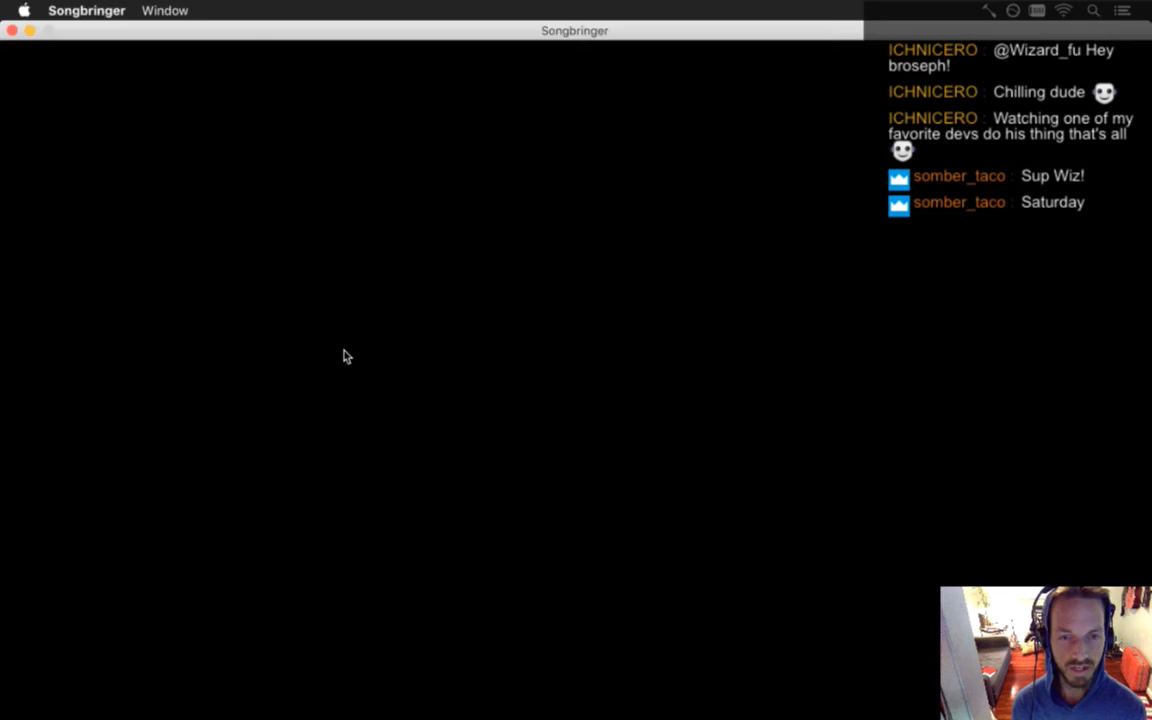 Songbringer Window
Songbringer
ICHNICERO : @Wizard_fu Hey
broseph!
ICHNICERO : Chilling dude
ICHNICERO : Watching one of my
favorite devs do his thing that's all
somber_taco : Sup Wiz!
somber_taco : Saturday